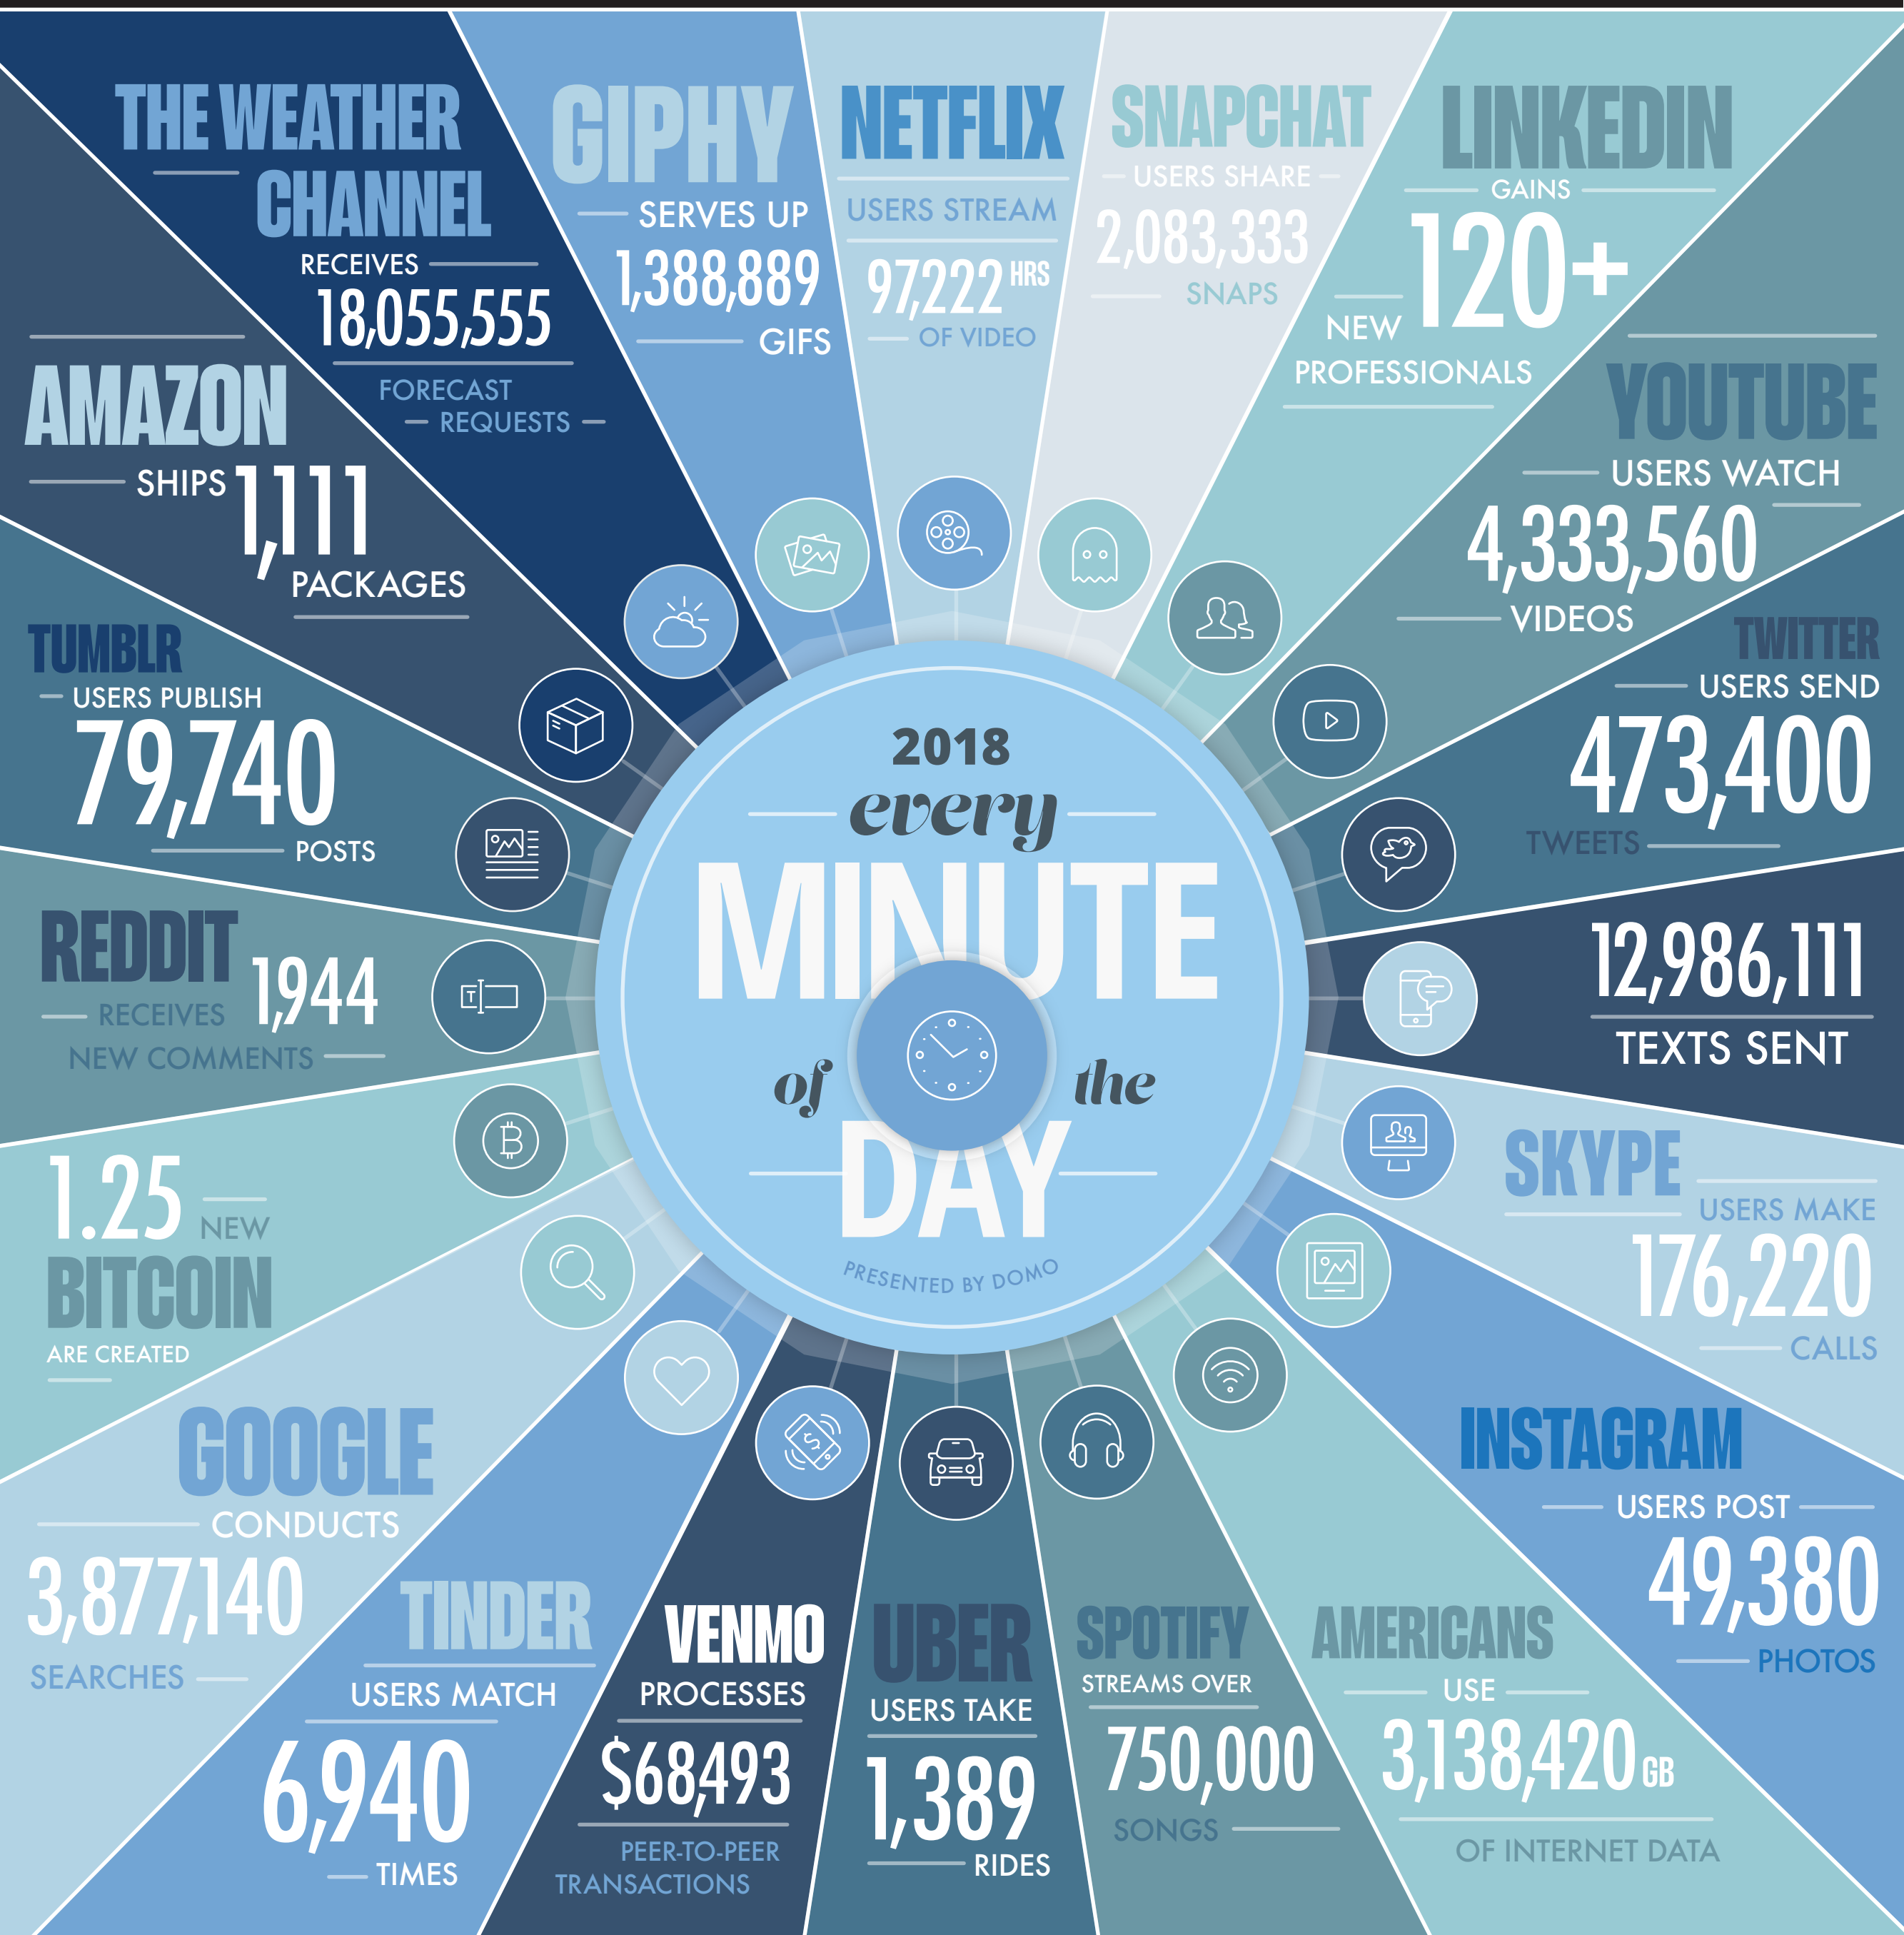 2018
every
MINUTE
of the
DAY
PRESENTED BY DOMO
THE WEATHER
CHANNEL
RECEIVES
18,055,555
FORECAST
REQUESTS
GIPHY
SERVES UP
1,388,889
GIFS
NETFLIX
USERS STREAM
97,222 HRS
OF VIDEO
SNAPCHAT
USERS SHARE
2,083,333
SNAPS
LINKEDIN
GAINS
120+
NEW
PROFESSIONALS
YOUTUBE
USERS WATCH
4,333,560
VIDEOS
TWITTER
USERS SEND
473,400
TWEETS
12,986,111
TEXTS SENT
SKYPE
USERS MAKE
176,220
CALLS
INSTAGRAM
USERS POST
49,380
PHOTOS
AMERICANS
USE
3,138,420 GB
OF INTERNET DATA
SPOTIFY
STREAMS OVER
750,000
SONGS
UBER
USERS TAKE
1,389
RIDES
VENMO
PROCESSES
$68,493
PEER-TO-PEER
TRANSACTIONS
TINDER
USERS MATCH
6,940
TIMES
GOOGLE
CONDUCTS
3,877,140
SEARCHES
1.25
NEW
BITCOIN
ARE CREATED
REDDIT
RECEIVES 1,944
NEW COMMENTS
TUMBLR
USERS PUBLISH
79,740
POSTS
AMAZON
SHIPS 1,111
PACKAGES
T